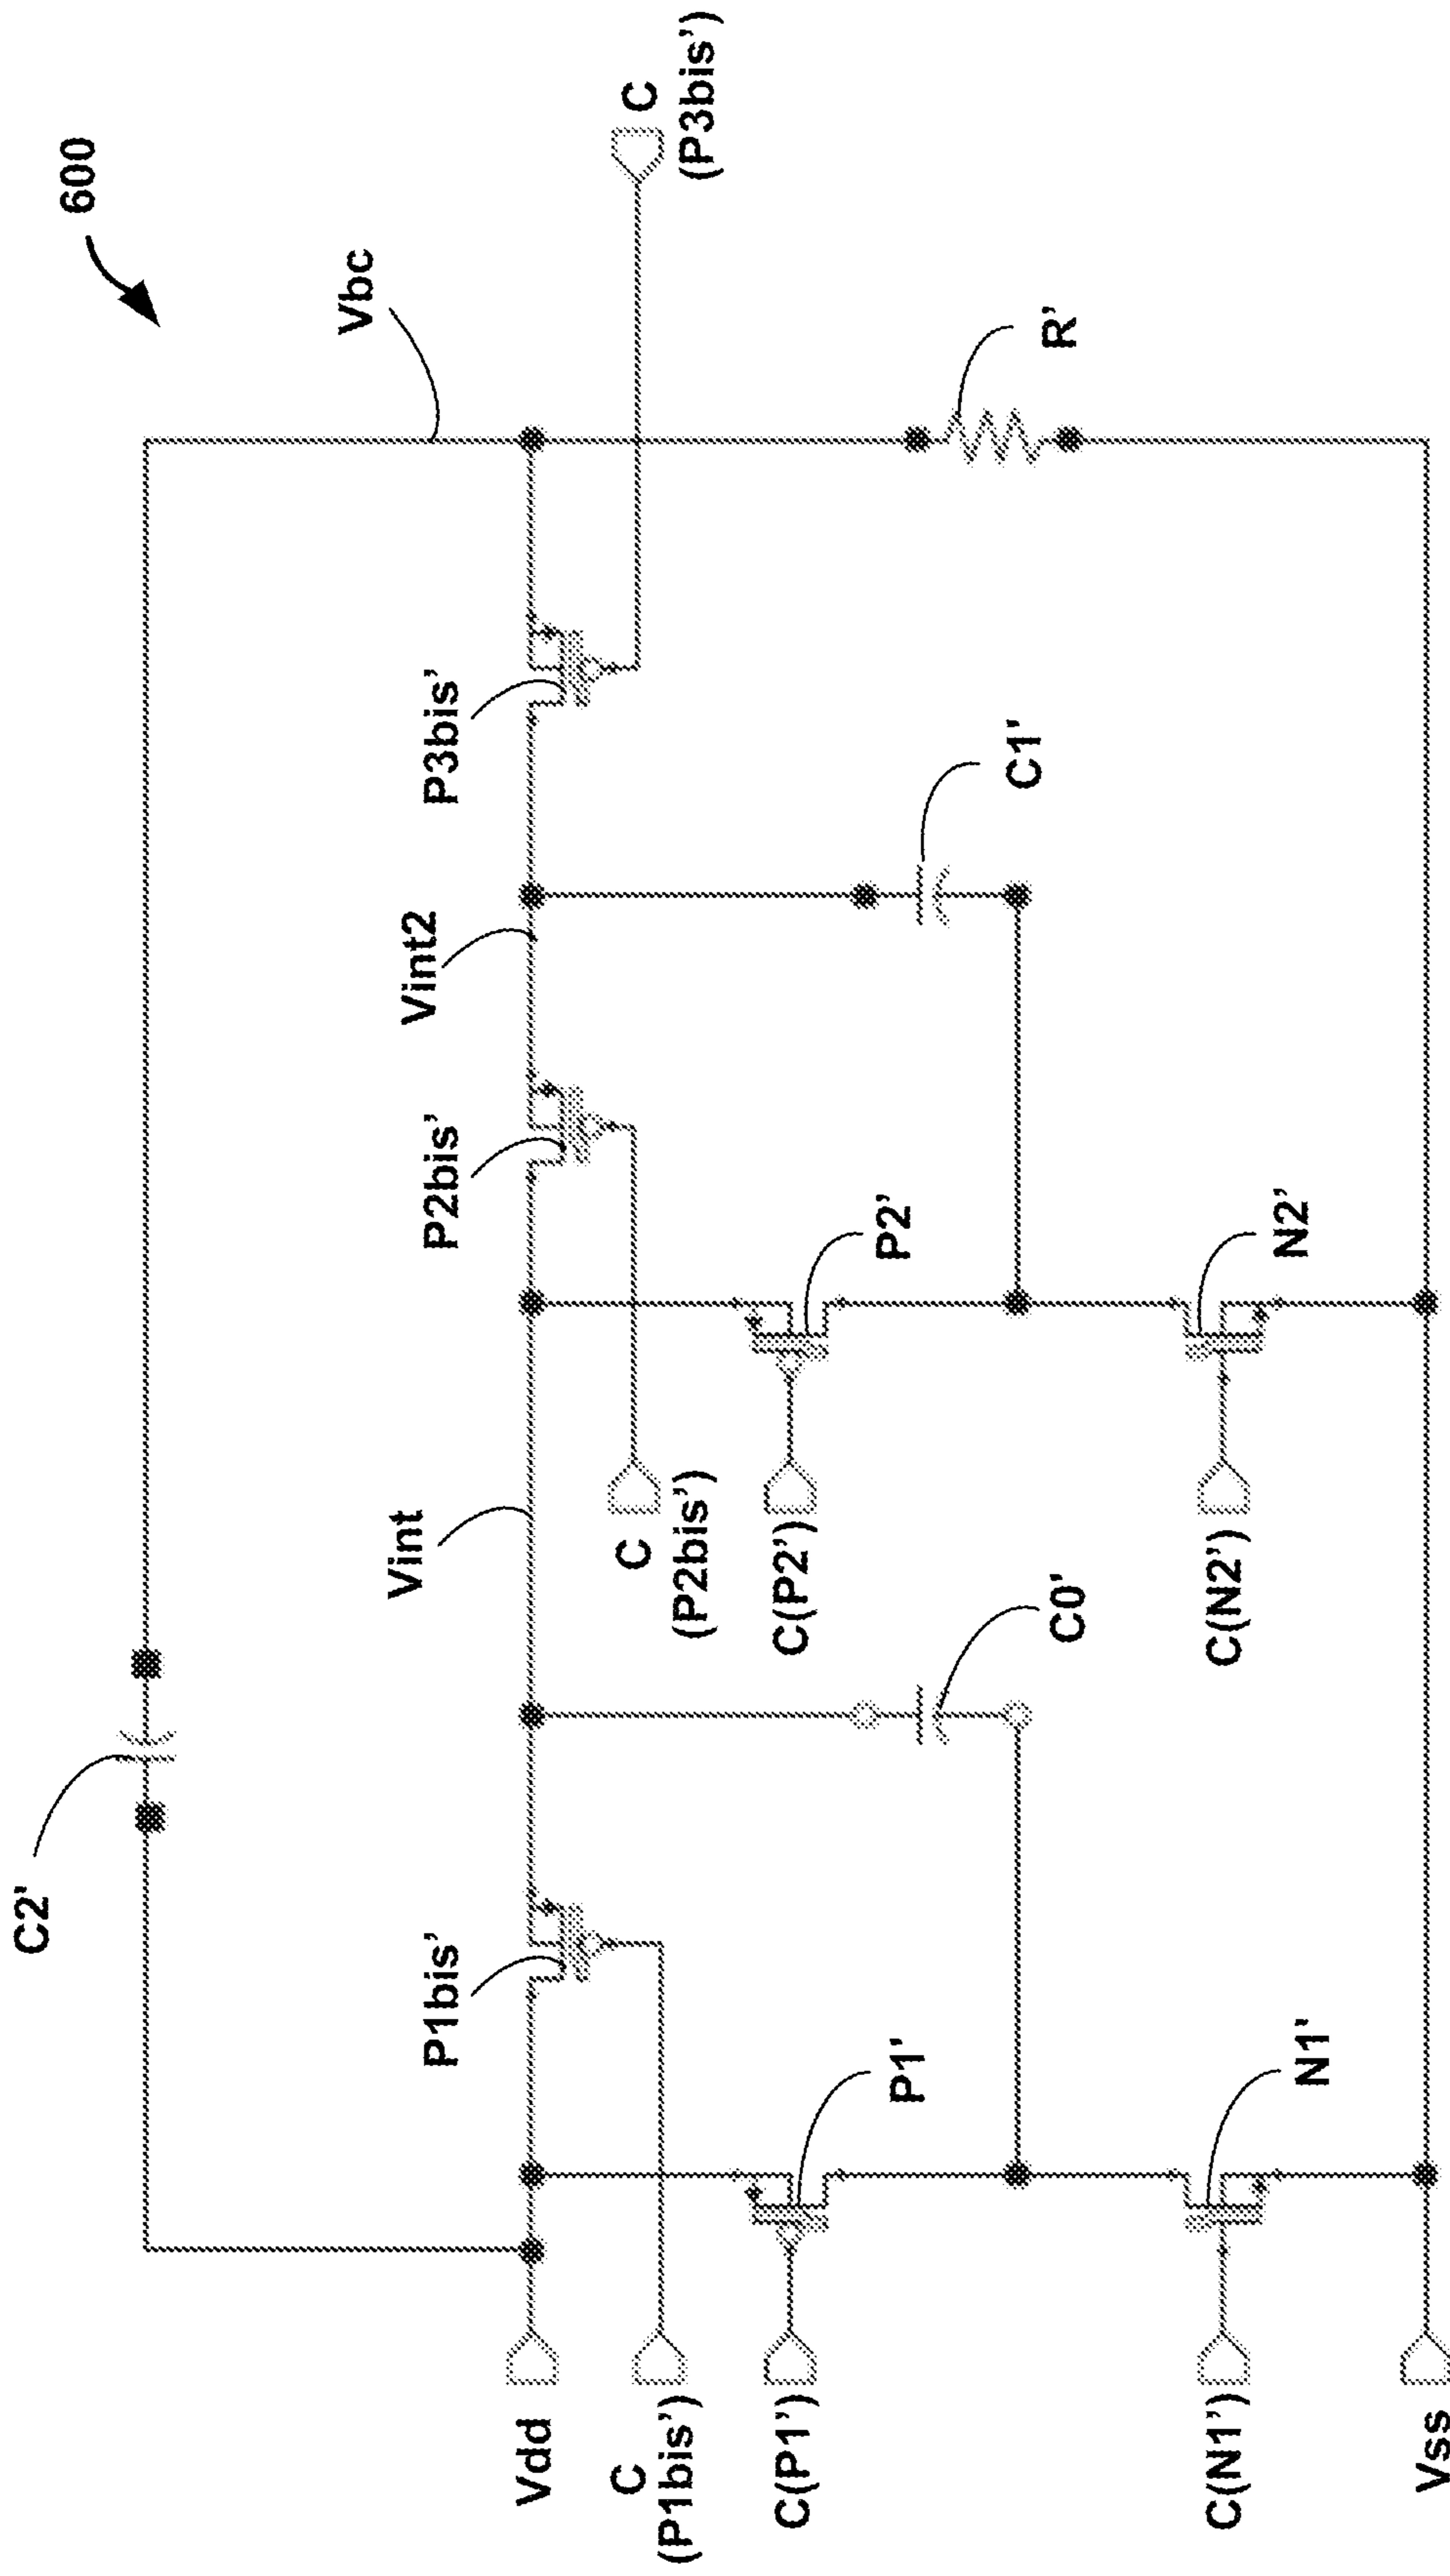 600
C2'
Vbc
Vint
Vint2
P1bis'
P2bis'
P3bis'
Vdd
C
(P1bis')
C
(P2bis')
C
(P3bis')
C(P1')
P1'
C(P2')
P2'
C0'
C1'
R'
C(N1')
N1'
C(N2')
N2'
Vss